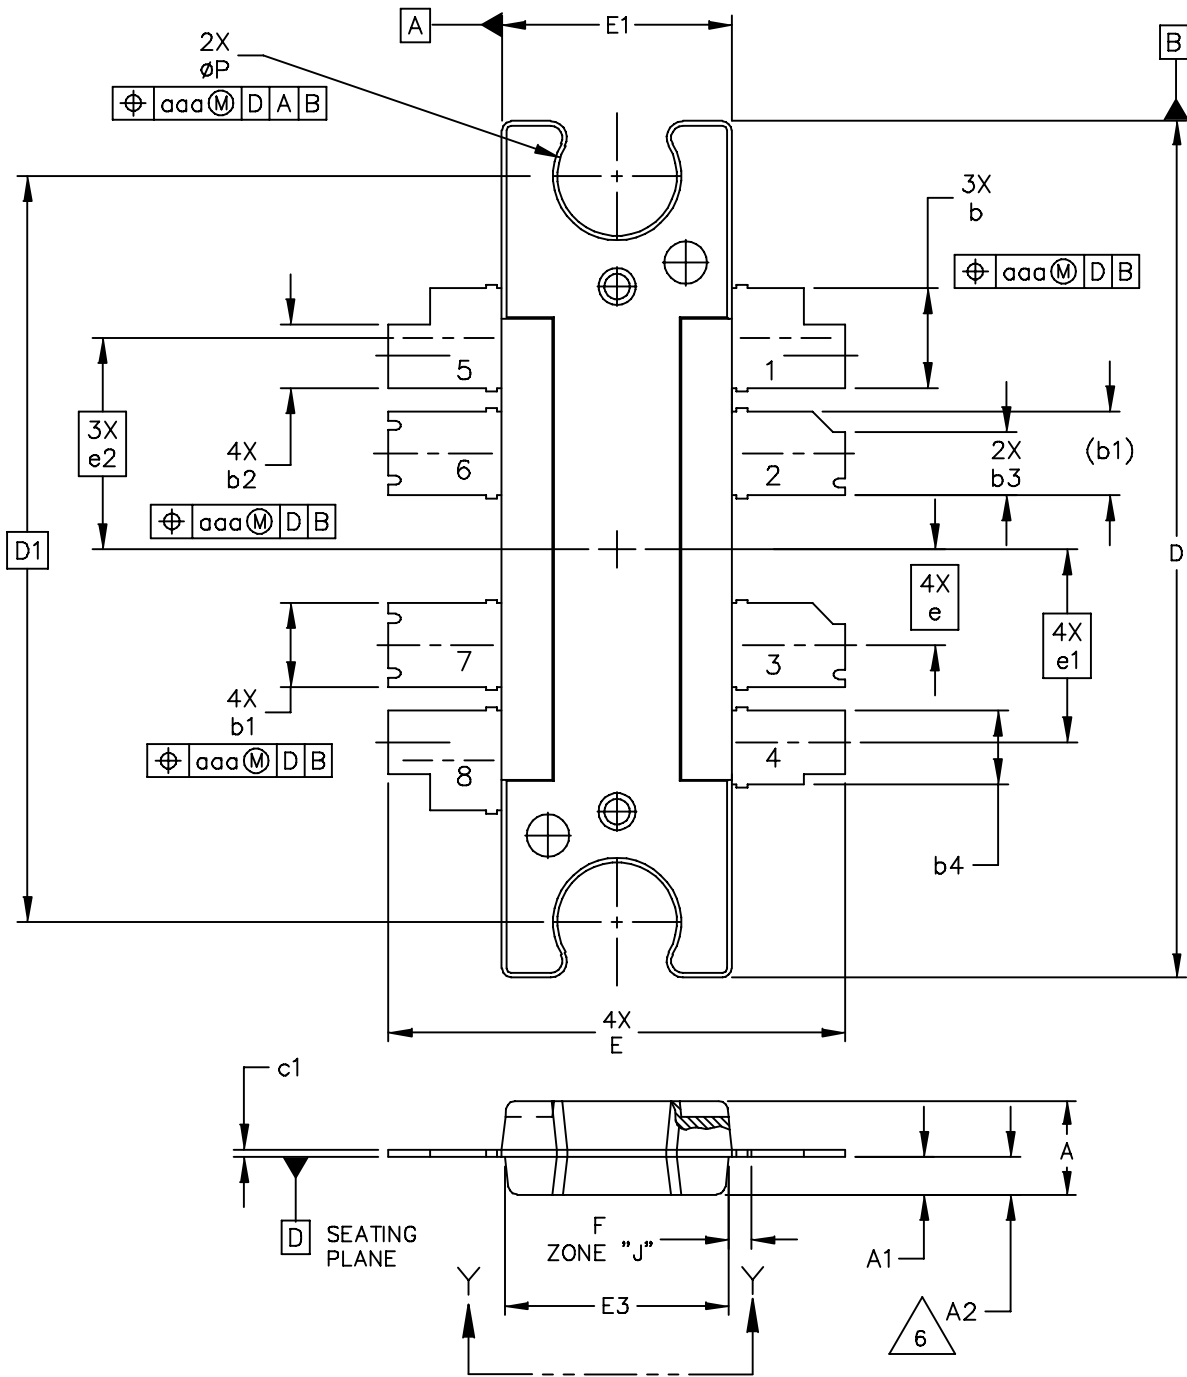 A
E1
B
2X
øP
⌖ aaa Ⓜ D A B
3X
b
⌖ aaa Ⓜ D B
5
1
3X
e2
4X
b2
6
2
2X
b3
(b1)
⌖ aaa Ⓜ D B
D1
D
4X
e
4X
e1
7
3
4X
b1
⌖ aaa Ⓜ D B
8
4
b4
4X
E
c1
A
D
SEATING
PLANE
F
ZONE "J"
A1
Y
Y
E3
A2
6